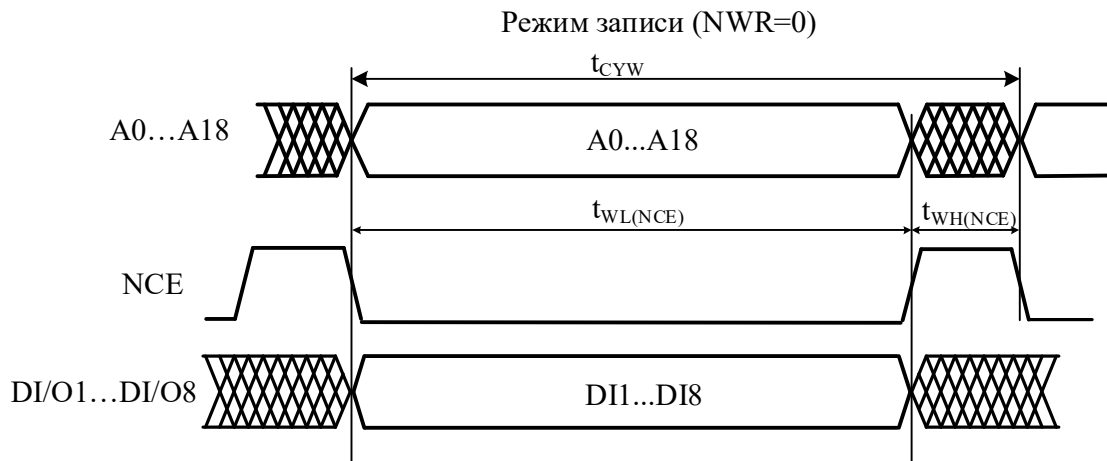 Режим записи (NWR=0)
tCYW
A0…A18
A0...A18
tWL(NCE)
tWH(NCE)
NCE
DI/O1…DI/O8
DI1...DI8